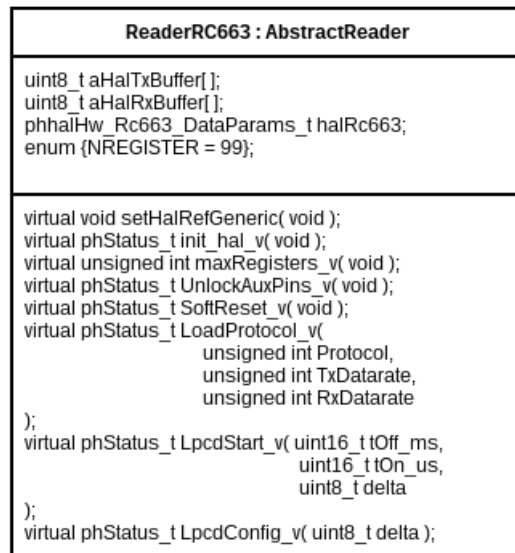 ReaderRC663 : AbstractReader
uint8_t aHalTxBuffer[ ];
uint8_t aHalRxBuffer[ ];
phhalHw_Rc663_DataParams_t halRc663;
enum {NREGISTER = 99};
virtual void setHalRefGeneric( void );
virtual phStatus_t init_hal_v( void );
virtual unsigned int maxRegisters_v( void );
virtual phStatus_t UnlockAuxPins_v( void );
virtual phStatus_t SoftReset_v( void );
virtual phStatus_t LoadProtocol_v(
unsigned int Protocol,
unsigned int TxDatarate,
unsigned int RxDatarate
);
virtual phStatus_t LpcdStart_v( uint16_t tOff_ms,
uint16_t tOn_us,
uint8_t delta
);
virtual phStatus_t LpcdConfig_v( uint8_t delta );